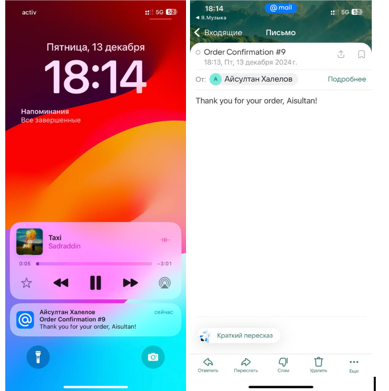 activ
5G 52
Пятница, 13 декабря
18:14
Напоминания
Все завершенные
Taxi
Sadraddin
0:05
-3:01
Айсултан Халелов
сейчас
Order Confirmation #9
Thank you for your order, Aisultan!
18:14
@mail
5G 52
Я.Музыка
Входящие
Письмо
Order Confirmation #9
18:13, Пт, 13 декабря 2024г.
От:
А
Айсултан Халелов
Подробнее
Thank you for your order, Aisultan!
Краткий пересказ
Ответить
Переслать
Спам
Удалить
Еще